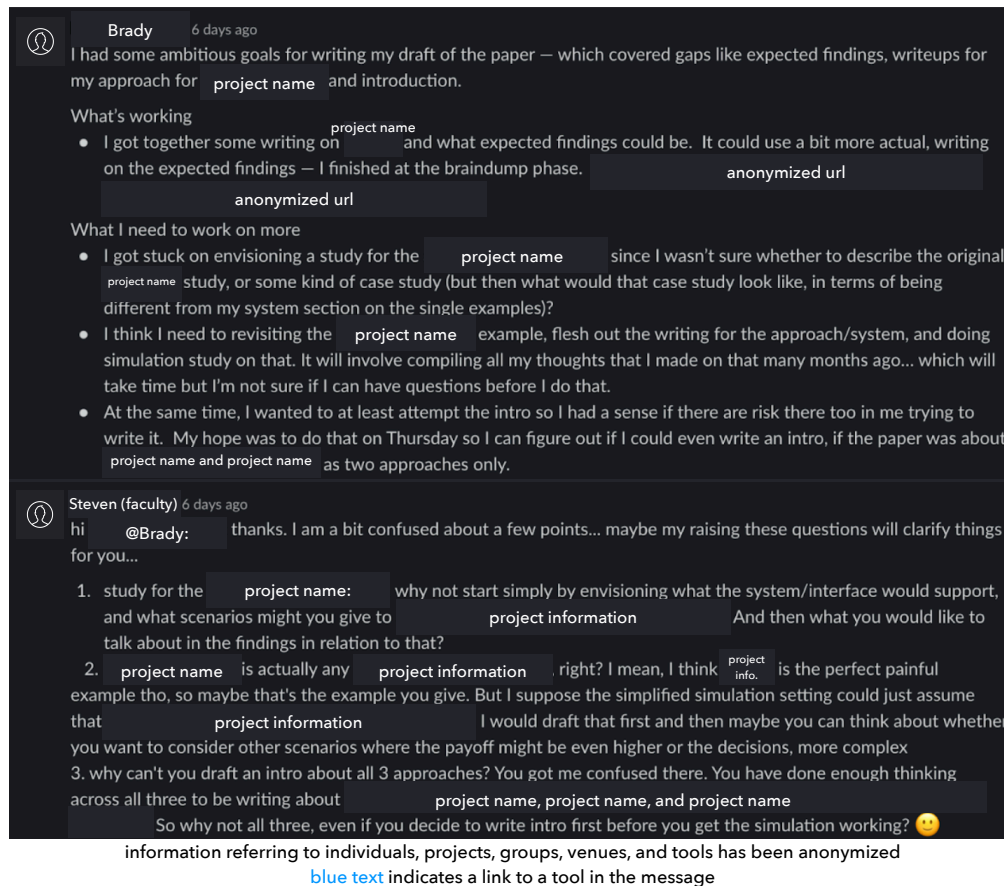 Brady 6 days ago
I had some ambitious goals for writing my draft of the paper — which covered gaps like expected findings, writeups for
my approach for project name and introduction.
What's working
project name
• I got together some writing on and what expected findings could be. It could use a bit more actual, writing
on the expected findings — I finished at the braindump phase. anonymized url
anonymized url
What I need to work on more
• I got stuck on envisioning a study for the project name since I wasn't sure whether to describe the original
project name study, or some kind of case study (but then what would that case study look like, in terms of being
different from my system section on the single examples)?
• I think I need to revisiting the project name example, flesh out the writing for the approach/system, and doing
simulation study on that. It will involve compiling all my thoughts that I made on that many months ago... which will
take time but I'm not sure if I can have questions before I do that.
• At the same time, I wanted to at least attempt the intro so I had a sense if there are risk there too in me trying to
write it. My hope was to do that on Thursday so I can figure out if I could even write an intro, if the paper was about
project name and project name as two approaches only.
Steven (faculty) 6 days ago
hi @Brady: thanks. I am a bit confused about a few points... maybe my raising these questions will clarify things
for you...
1. study for the project name: why not start simply by envisioning what the system/interface would support,
and what scenarios might you give to project information And then what you would like to
talk about in the findings in relation to that?
2. project name is actually any project information , right? I mean, I think project info. is the perfect painful
example tho, so maybe that's the example you give. But I suppose the simplified simulation setting could just assume
that project information I would draft that first and then maybe you can think about whether
you want to consider other scenarios where the payoff might be even higher or the decisions, more complex
3. why can't you draft an intro about all 3 approaches? You got me confused there. You have done enough thinking
across all three to be writing about project name, project name, and project name
So why not all three, even if you decide to write intro first before you get the simulation working? 🙂
information referring to individuals, projects, groups, venues, and tools has been anonymized
blue text indicates a link to a tool in the message